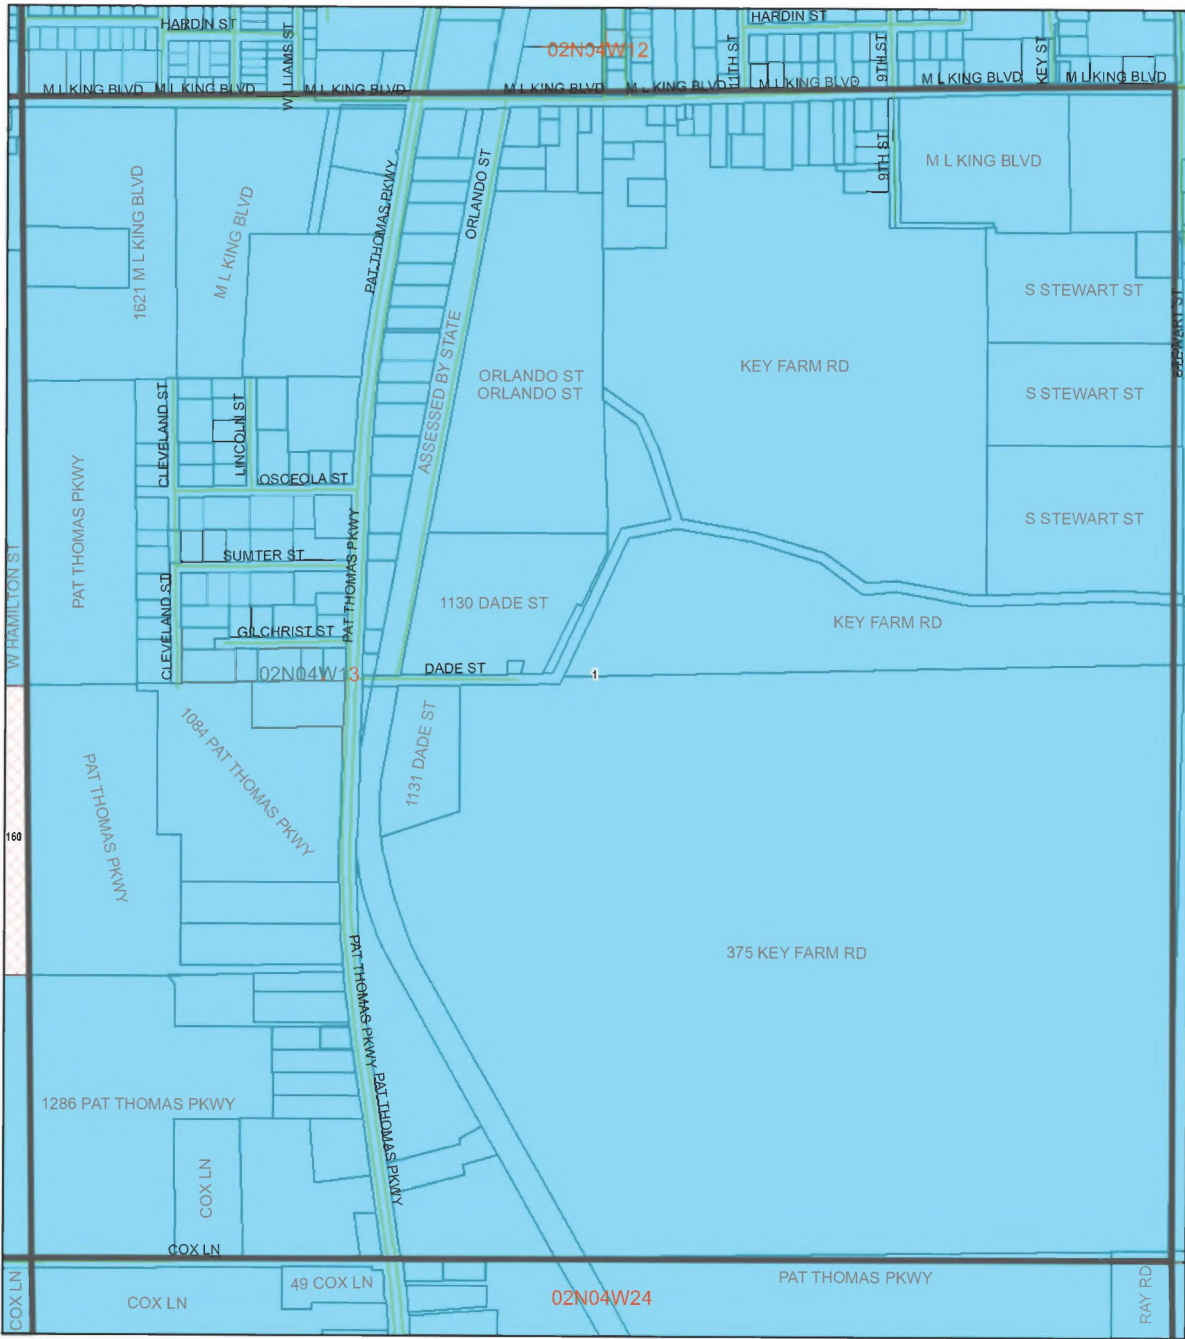 HARDIN ST
HARDIN ST
WILLIAMS ST
02N04W12
11TH ST
9TH ST
KEY ST
M L KING BLVD
M L KING BLVD
M L KING BLVD
M L KING BLVD
M L KING BLVD
M L KING BLVD
M L KING BLVD
M L KING BLVD
9TH ST
M L KING BLVD
1621 M L KING BLVD
M L KING BLVD
PAT THOMAS PKWY
ORLANDO ST
S STEWART ST
STEWART ST
ASSESSED BY STATE
KEY FARM RD
ORLANDO ST
ORLANDO ST
S STEWART ST
CLEVELAND ST
LINCOLN ST
OSCEOLA ST
PAT THOMAS PKWY
S STEWART ST
SUMTER ST
PAT THOMAS PKWY
W HAMILTON ST
CLEVELAND ST
1130 DADE ST
KEY FARM RD
GILCHRIST ST
02N04W13
DADE ST
1
1084 PAT THOMAS PKWY
1131 DADE ST
PAT THOMAS PKWY
160
375 KEY FARM RD
PAT THOMAS PKWY
PAT THOMAS PKWY
1286 PAT THOMAS PKWY
COX LN
COX LN
COX LN
COX LN
49 COX LN
02N04W24
PAT THOMAS PKWY
RAY RD